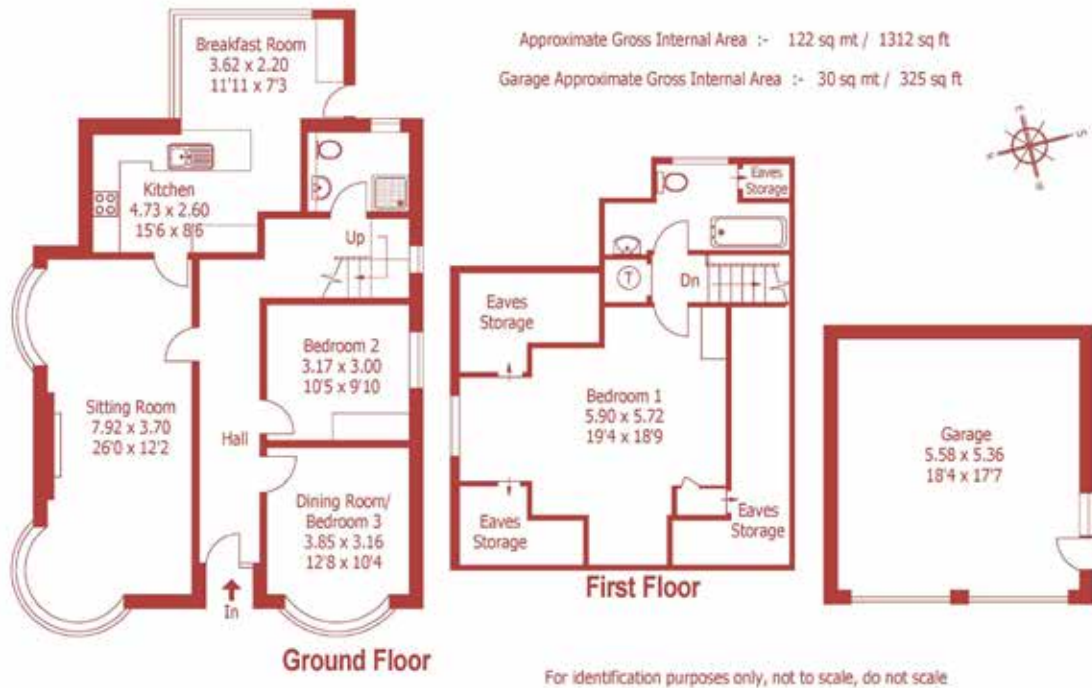 Approximate Gross Internal Area :- 122 sq mt / 1312 sq ft
Garage Approximate Gross Internal Area :- 30 sq mt / 325 sq ft
Breakfast Room
3.62 x 2.20
11'11 x 7'3
Kitchen
4.73 x 2.60
15'6 x 8'6
Up
Bedroom 2
3.17 x 3.00
10'5 x 9'10
Sitting Room
7.92 x 3.70
26'0 x 12'2
Hall
Dining Room/
Bedroom 3
3.85 x 3.16
12'8 x 10'4
In
Ground Floor
Eaves
Storage
T
Dn
Eaves
Storage
Bedroom 1
5.90 x 5.72
19'4 x 18'9
Eaves
Storage
Eaves
Storage
First Floor
Garage
5.58 x 5.36
18'4 x 17'7
For identification purposes only, not to scale, do not scale